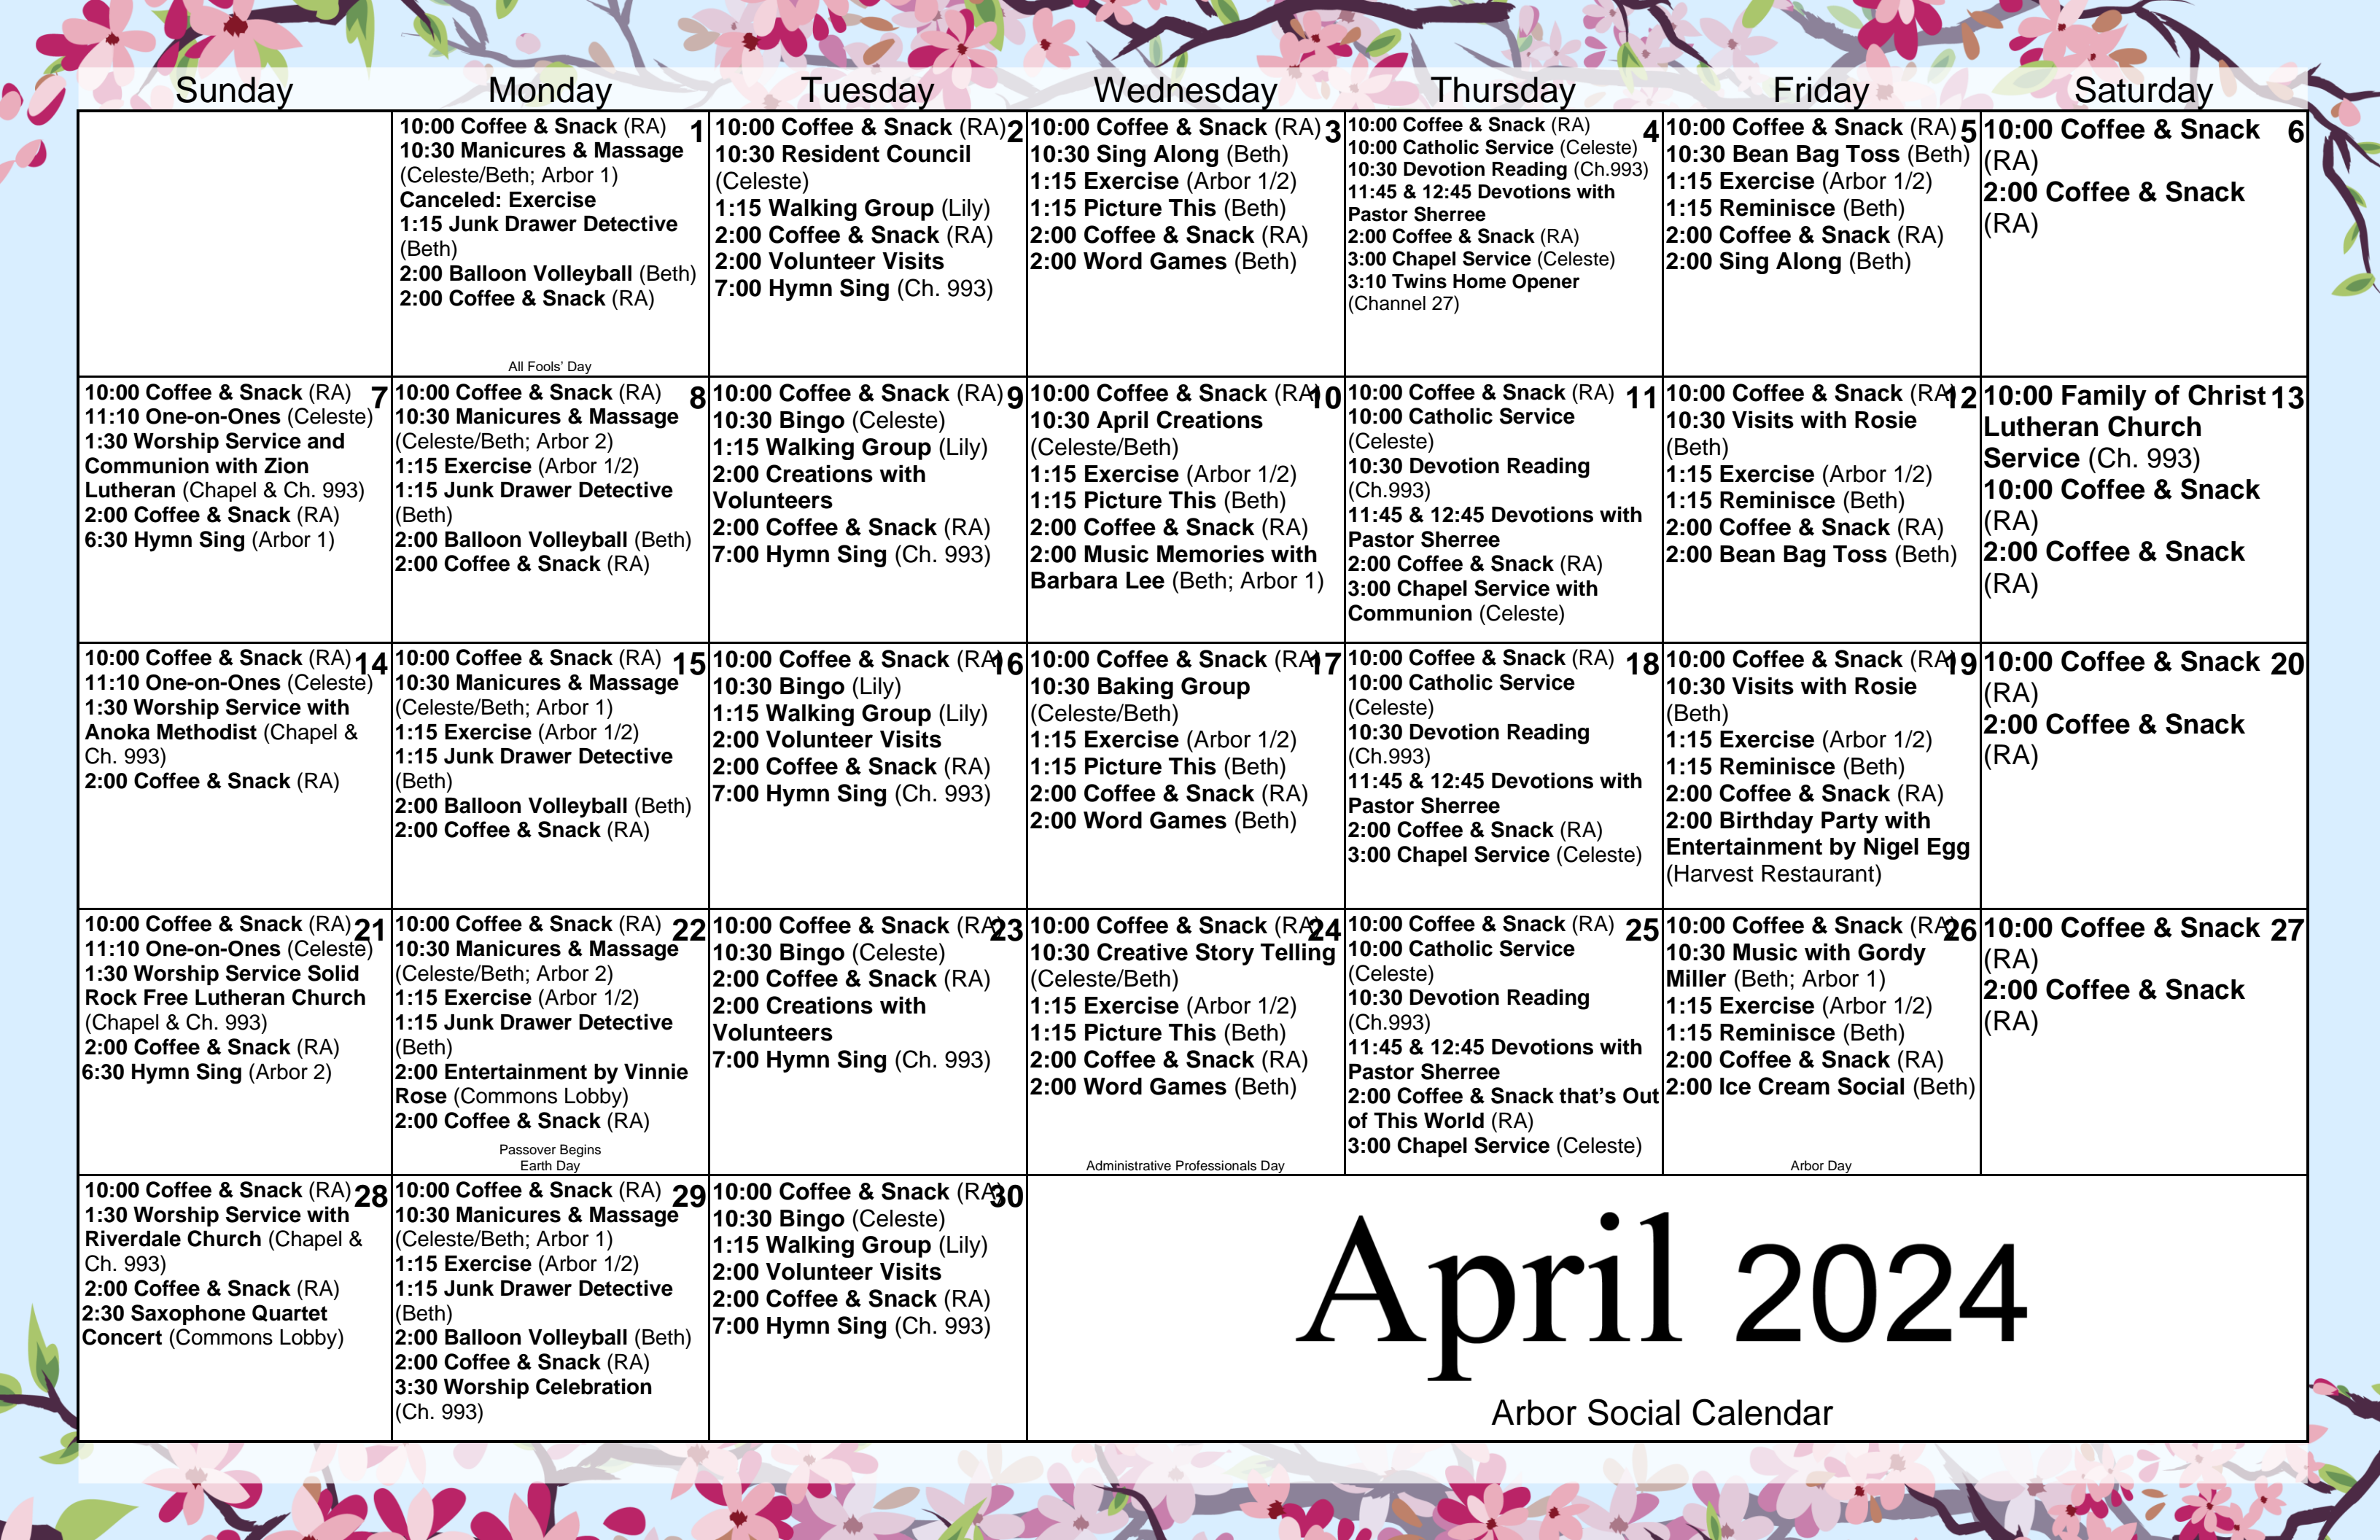 Sunday Monday Tuesday Wednesday Thursday Friday Saturday
10:00 Coffee & Snack (RA) 1
10:30 Manicures & Massage
(Celeste/Beth; Arbor 1)
Canceled: Exercise
1:15 Junk Drawer Detective
(Beth)
2:00 Balloon Volleyball (Beth)
2:00 Coffee & Snack (RA)
All Fools' Day
10:00 Coffee & Snack (RA) 2
10:30 Resident Council
(Celeste)
1:15 Walking Group (Lily)
2:00 Coffee & Snack (RA)
2:00 Volunteer Visits
7:00 Hymn Sing (Ch. 993)
10:00 Coffee & Snack (RA) 3
10:30 Sing Along (Beth)
1:15 Exercise (Arbor 1/2)
1:15 Picture This (Beth)
2:00 Coffee & Snack (RA)
2:00 Word Games (Beth)
10:00 Coffee & Snack (RA) 4
10:00 Catholic Service (Celeste)
10:30 Devotion Reading (Ch.993)
11:45 & 12:45 Devotions with
Pastor Sherree
2:00 Coffee & Snack (RA)
3:00 Chapel Service (Celeste)
3:10 Twins Home Opener
(Channel 27)
10:00 Coffee & Snack (RA) 5
10:30 Bean Bag Toss (Beth)
1:15 Exercise (Arbor 1/2)
1:15 Reminisce (Beth)
2:00 Coffee & Snack (RA)
2:00 Sing Along (Beth)
10:00 Coffee & Snack 6
(RA)
2:00 Coffee & Snack
(RA)
10:00 Coffee & Snack (RA) 7
11:10 One-on-Ones (Celeste)
1:30 Worship Service and
Communion with Zion
Lutheran (Chapel & Ch. 993)
2:00 Coffee & Snack (RA)
6:30 Hymn Sing (Arbor 1)
10:00 Coffee & Snack (RA) 8
10:30 Manicures & Massage
(Celeste/Beth; Arbor 2)
1:15 Exercise (Arbor 1/2)
1:15 Junk Drawer Detective
(Beth)
2:00 Balloon Volleyball (Beth)
2:00 Coffee & Snack (RA)
10:00 Coffee & Snack (RA) 9
10:30 Bingo (Celeste)
1:15 Walking Group (Lily)
2:00 Creations with
Volunteers
2:00 Coffee & Snack (RA)
7:00 Hymn Sing (Ch. 993)
10:00 Coffee & Snack (RA) 10
10:30 April Creations
(Celeste/Beth)
1:15 Exercise (Arbor 1/2)
1:15 Picture This (Beth)
2:00 Coffee & Snack (RA)
2:00 Music Memories with
Barbara Lee (Beth; Arbor 1)
10:00 Coffee & Snack (RA) 11
10:00 Catholic Service
(Celeste)
10:30 Devotion Reading
(Ch.993)
11:45 & 12:45 Devotions with
Pastor Sherree
2:00 Coffee & Snack (RA)
3:00 Chapel Service with
Communion (Celeste)
10:00 Coffee & Snack (RA) 12
10:30 Visits with Rosie
(Beth)
1:15 Exercise (Arbor 1/2)
1:15 Reminisce (Beth)
2:00 Coffee & Snack (RA)
2:00 Bean Bag Toss (Beth)
10:00 Family of Christ 13
Lutheran Church
Service (Ch. 993)
10:00 Coffee & Snack
(RA)
2:00 Coffee & Snack
(RA)
10:00 Coffee & Snack (RA) 14
11:10 One-on-Ones (Celeste)
1:30 Worship Service with
Anoka Methodist (Chapel &
Ch. 993)
2:00 Coffee & Snack (RA)
10:00 Coffee & Snack (RA) 15
10:30 Manicures & Massage
(Celeste/Beth; Arbor 1)
1:15 Exercise (Arbor 1/2)
1:15 Junk Drawer Detective
(Beth)
2:00 Balloon Volleyball (Beth)
2:00 Coffee & Snack (RA)
10:00 Coffee & Snack (RA) 16
10:30 Bingo (Lily)
1:15 Walking Group (Lily)
2:00 Volunteer Visits
2:00 Coffee & Snack (RA)
7:00 Hymn Sing (Ch. 993)
10:00 Coffee & Snack (RA) 17
10:30 Baking Group
(Celeste/Beth)
1:15 Exercise (Arbor 1/2)
1:15 Picture This (Beth)
2:00 Coffee & Snack (RA)
2:00 Word Games (Beth)
10:00 Coffee & Snack (RA) 18
10:00 Catholic Service
(Celeste)
10:30 Devotion Reading
(Ch.993)
11:45 & 12:45 Devotions with
Pastor Sherree
2:00 Coffee & Snack (RA)
3:00 Chapel Service (Celeste)
10:00 Coffee & Snack (RA) 19
10:30 Visits with Rosie
(Beth)
1:15 Exercise (Arbor 1/2)
1:15 Reminisce (Beth)
2:00 Coffee & Snack (RA)
2:00 Birthday Party with
Entertainment by Nigel Egg
(Harvest Restaurant)
10:00 Coffee & Snack 20
(RA)
2:00 Coffee & Snack
(RA)
10:00 Coffee & Snack (RA) 21
11:10 One-on-Ones (Celeste)
1:30 Worship Service Solid
Rock Free Lutheran Church
(Chapel & Ch. 993)
2:00 Coffee & Snack (RA)
6:30 Hymn Sing (Arbor 2)
10:00 Coffee & Snack (RA) 22
10:30 Manicures & Massage
(Celeste/Beth; Arbor 2)
1:15 Exercise (Arbor 1/2)
1:15 Junk Drawer Detective
(Beth)
2:00 Entertainment by Vinnie
Rose (Commons Lobby)
2:00 Coffee & Snack (RA)
Passover Begins
Earth Day
10:00 Coffee & Snack (RA) 23
10:30 Bingo (Celeste)
2:00 Coffee & Snack (RA)
2:00 Creations with
Volunteers
7:00 Hymn Sing (Ch. 993)
10:00 Coffee & Snack (RA) 24
10:30 Creative Story Telling
(Celeste/Beth)
1:15 Exercise (Arbor 1/2)
1:15 Picture This (Beth)
2:00 Coffee & Snack (RA)
2:00 Word Games (Beth)
Administrative Professionals Day
10:00 Coffee & Snack (RA) 25
10:00 Catholic Service
(Celeste)
10:30 Devotion Reading
(Ch.993)
11:45 & 12:45 Devotions with
Pastor Sherree
2:00 Coffee & Snack that's Out
of This World (RA)
3:00 Chapel Service (Celeste)
10:00 Coffee & Snack (RA) 26
10:30 Music with Gordy
Miller (Beth; Arbor 1)
1:15 Exercise (Arbor 1/2)
1:15 Reminisce (Beth)
2:00 Coffee & Snack (RA)
2:00 Ice Cream Social (Beth)
Arbor Day
10:00 Coffee & Snack 27
(RA)
2:00 Coffee & Snack
(RA)
10:00 Coffee & Snack (RA) 28
1:30 Worship Service with
Riverdale Church (Chapel &
Ch. 993)
2:00 Coffee & Snack (RA)
2:30 Saxophone Quartet
Concert (Commons Lobby)
10:00 Coffee & Snack (RA) 29
10:30 Manicures & Massage
(Celeste/Beth; Arbor 1)
1:15 Exercise (Arbor 1/2)
1:15 Junk Drawer Detective
(Beth)
2:00 Balloon Volleyball (Beth)
2:00 Coffee & Snack (RA)
3:30 Worship Celebration
(Ch. 993)
10:00 Coffee & Snack (RA) 30
10:30 Bingo (Celeste)
1:15 Walking Group (Lily)
2:00 Volunteer Visits
2:00 Coffee & Snack (RA)
7:00 Hymn Sing (Ch. 993)
April 2024
Arbor Social Calendar